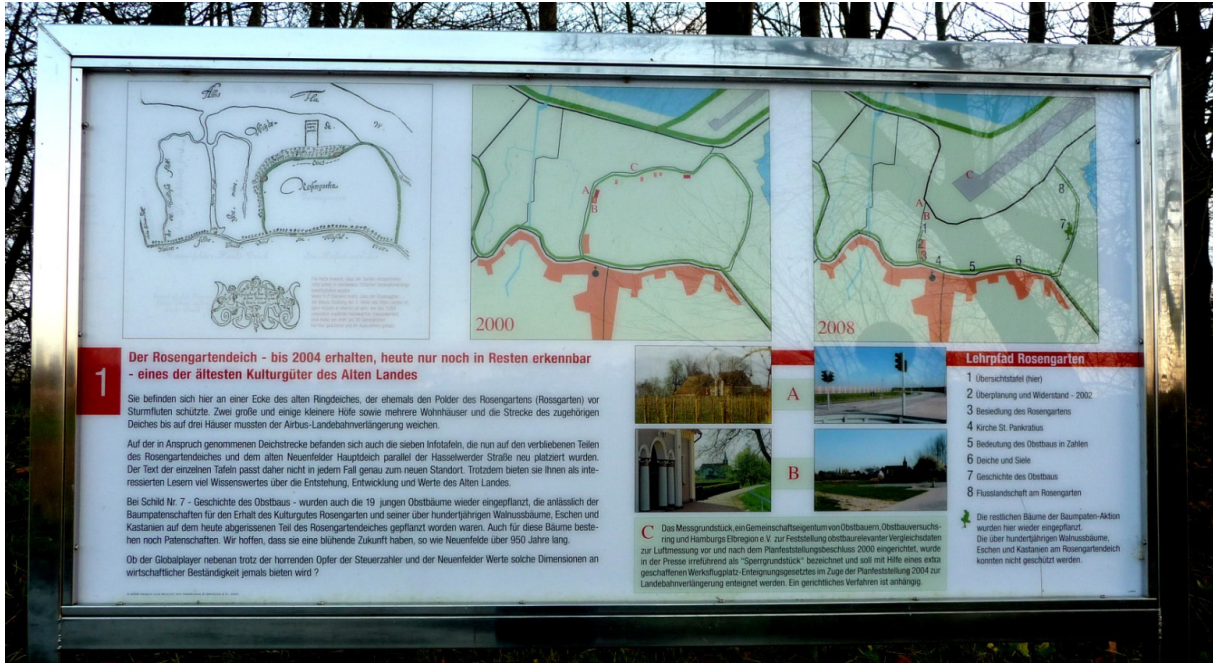 2000
A
B
C
2008
A
B
C
1
2
3
4
5
6
7
8
1
Der Rosengartendeich - bis 2004 erhalten, heute nur noch in Resten erkennbar
- eines der ältesten Kulturgüter des Alten Landes
Sie befinden sich hier an einer Ecke des alten Ringdeiches, der ehemals den Polder des Rosengartens (Rossgarten) vor
Sturmfluten schützte. Zwei große und einige kleinere Höfe sowie mehrere Wohnhäuser und die Strecke des zugehörigen
Deiches bis auf drei Häuser mussten der Airbus-Landebahnverlängerung weichen.
Auf der in Anspruch genommenen Deichstrecke befanden sich auch die sieben Infotafeln, die nun auf den verbliebenen Teilen
des Rosengartendeiches und dem alten Neuenfelder Hauptdeich parallel der Hasselwerder Straße neu platziert wurden.
Der Text der einzelnen Tafeln passt daher nicht in jedem Fall genau zum neuen Standort. Trotzdem bieten sie Ihnen als inte-
ressierten Lesern viel Wissenswertes über die Entstehung, Entwicklung und Werte des Alten Landes.
Bei Schild Nr. 7 - Geschichte des Obstbaus - wurden auch die 19 jungen Obstbäume wieder eingepflanzt, die anlässlich der
Baumpatenschaften für den Erhalt des Kulturgutes Rosengarten und seiner über hundertjährigen Walnussbäume, Eschen und
Kastanien auf dem heute abgerissenen Teil des Rosengartendeiches gepflanzt worden waren. Auch für diese Bäume beste-
hen noch Patenschaften. Wir hoffen, dass sie eine blühende Zukunft haben, so wie Neuenfelde über 950 Jahre lang.
Ob der Globalplayer nebenan trotz der horrenden Opfer der Steuerzahler und der Neuenfelder Werte solche Dimensionen an
wirtschaftlicher Beständigkeit jemals bieten wird ?
A
B
C Das Messgrundstück, ein Gemeinschaftseigentum von Obstbauern, Obstbauversuchs-
ring und Hamburgs Elbregion e.V. zur Feststellung obstbaurelevanter Vergleichsdaten
zur Luftmessung vor und nach dem Planfeststellungsbeschluss 2000 eingerichtet, wurde
in der Presse irreführend als "Sperrgrundstück" bezeichnet und soll mit Hilfe eines extra
geschaffenen Werksflugplatz-Enteignungsgesetzes im Zuge der Planfeststellung 2004 zur
Landebahnverlängerung enteignet werden. Ein gerichtliches Verfahren ist anhängig.
Lehrpfad Rosengarten
1 Übersichtstafel (hier)
2 Überplanung und Widerstand - 2002
3 Besiedlung des Rosengartens
4 Kirche St. Pankratius
5 Bedeutung des Obstbaus in Zahlen
6 Deiche und Siele
7 Geschichte des Obstbaus
8 Flusslandschaft am Rosengarten
Die restlichen Bäume der Baumpaten-Aktion
wurden hier wieder eingepflanzt.
Die über hundertjährigen Walnussbäume,
Eschen und Kastanien am Rosengartendeich
konnten nicht geschützt werden.